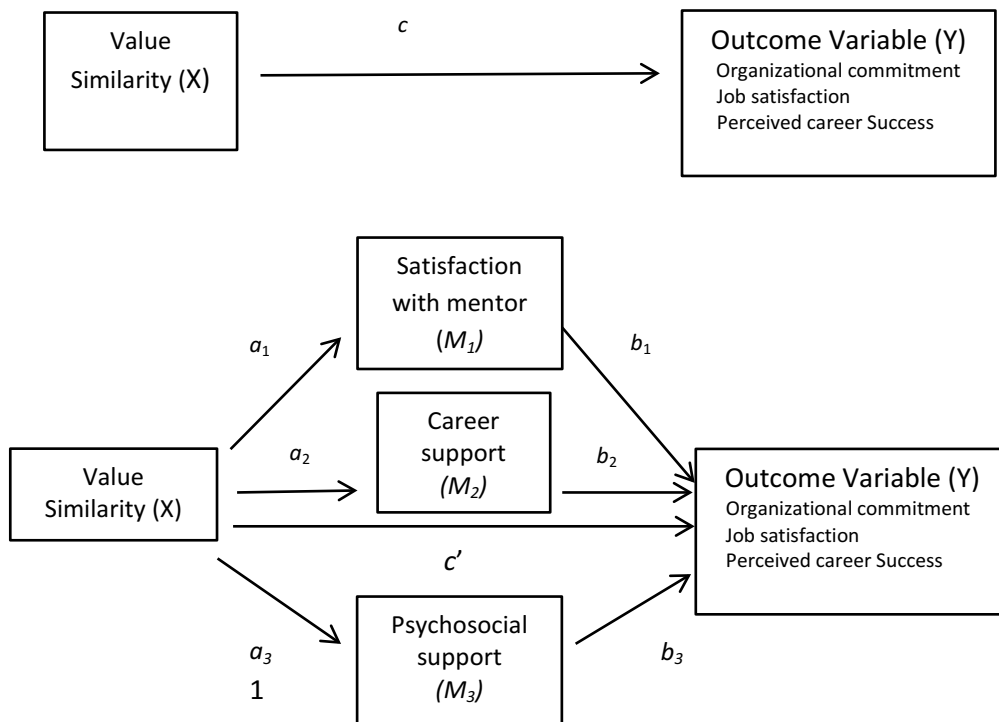 Value
Similarity (X)
c
Outcome Variable (Y)
Organizational commitment
Job satisfaction
Perceived career Success
Satisfaction
with mentor
(M₁)
a₁
b₁
Career
support
(M₂)
a₂
b₂
Value
Similarity (X)
Outcome Variable (Y)
Organizational commitment
Job satisfaction
Perceived career Success
c’
Psychosocial
support
(M₃)
a₃
1
b₃